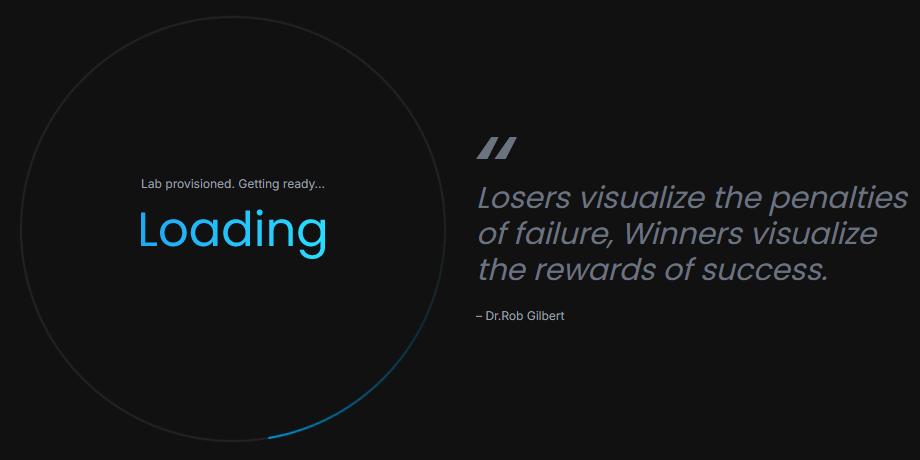 Lab provisioned. Getting ready...
Loading
"
Losers visualize the penalties
of failure, Winners visualize
the rewards of success.
– Dr.Rob Gilbert